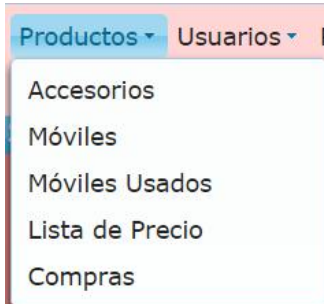 Productos Usuarios
Accesorios
Móviles
Móviles Usados
Lista de Precio
Compras